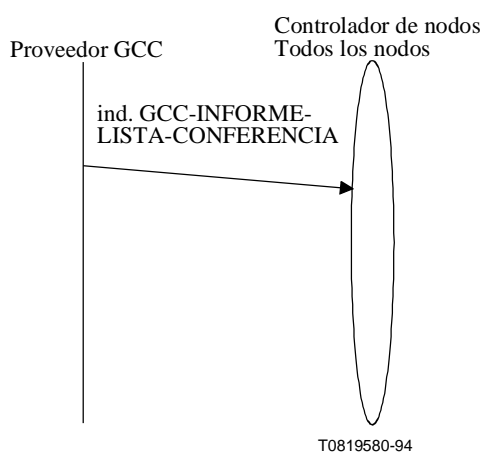 Controlador de nodos
Todos los nodos
Proveedor GCC
ind. GCC-INFORME-
LISTA-CONFERENCIA
T0819580-94